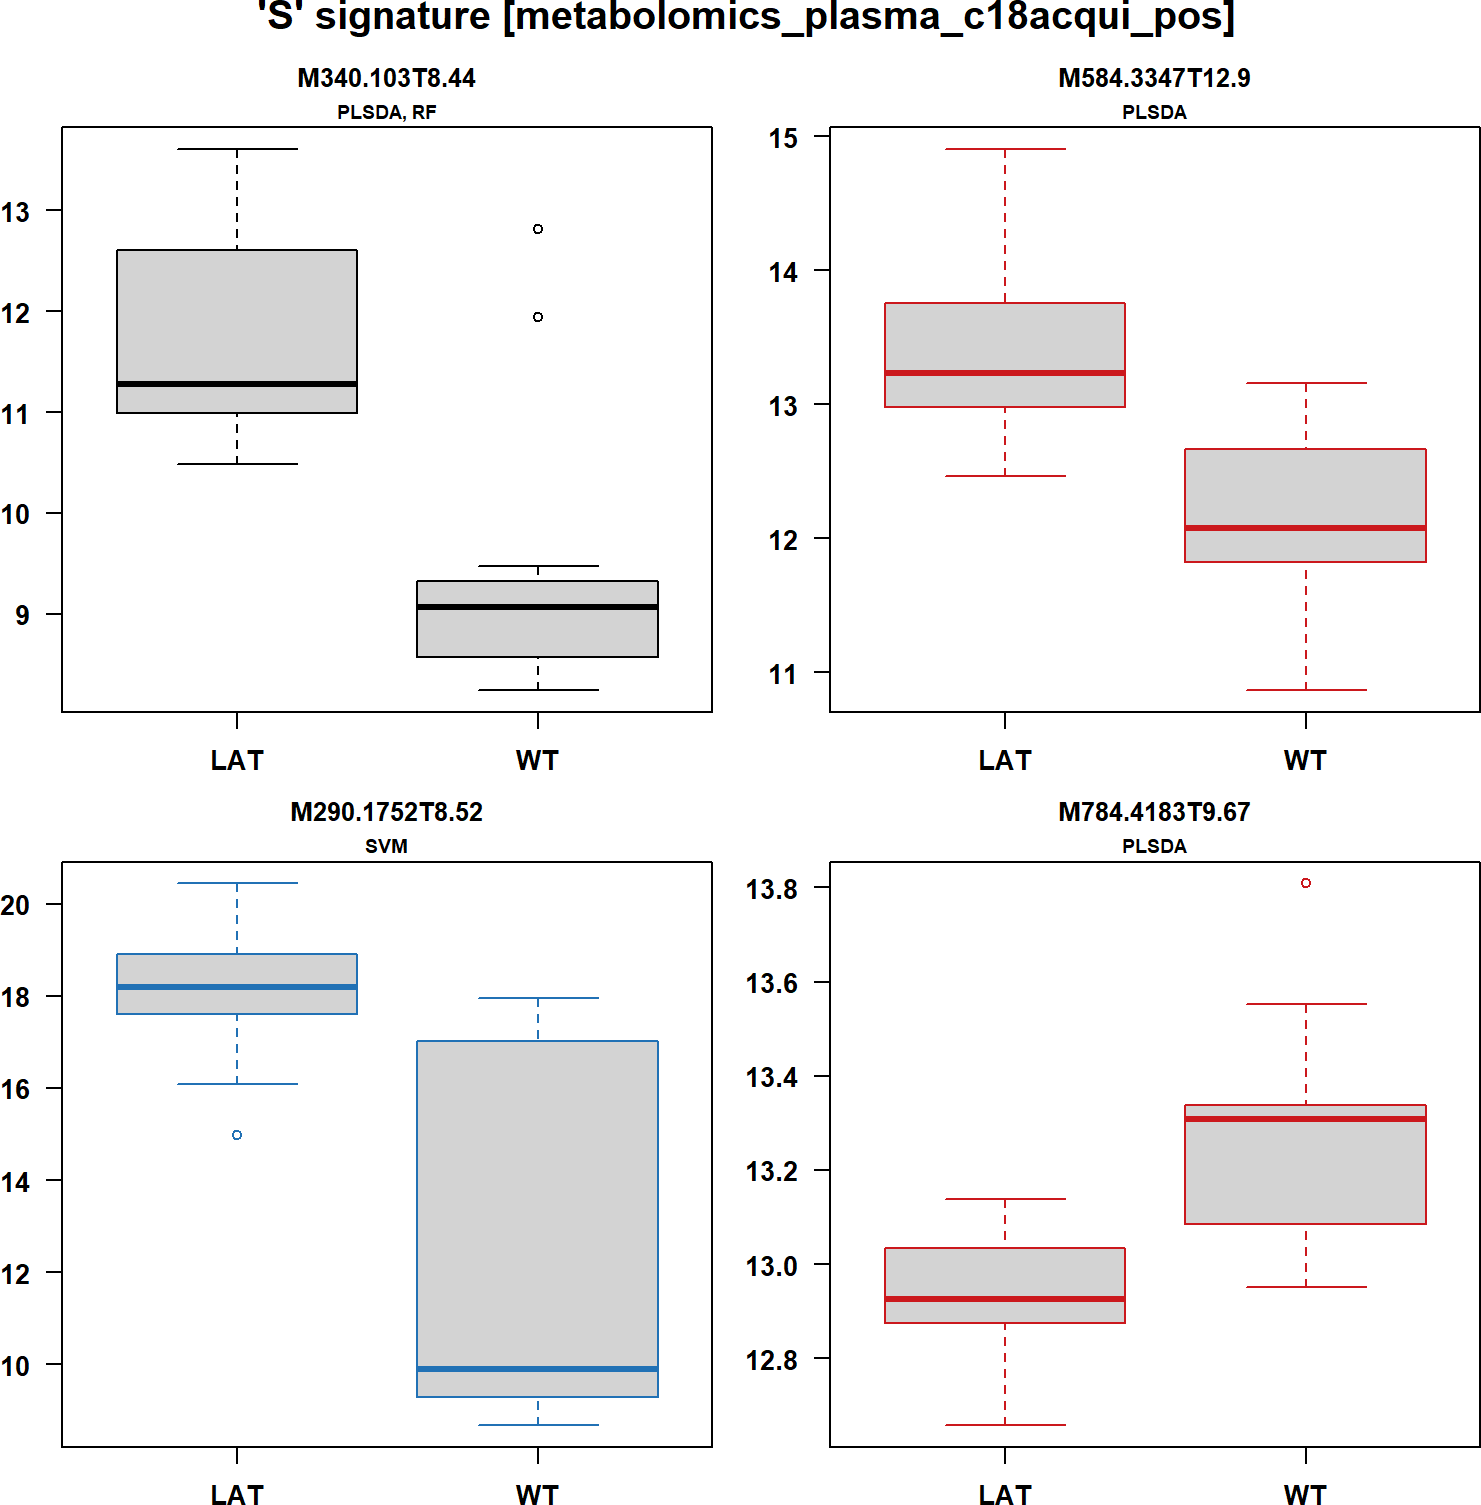 'S' signature [metabolomics_plasma_c18acqui_pos]
M340.103T8.44
PLSDA, RF
13
12
11
10
9
LAT WT
M584.3347T12.9
PLSDA
15
14
13
12
11
LAT WT
M290.1752T8.52
SVM
20
18
16
14
12
10
LAT WT
M784.4183T9.67
PLSDA
13.8
13.6
13.4
13.2
13.0
12.8
LAT WT